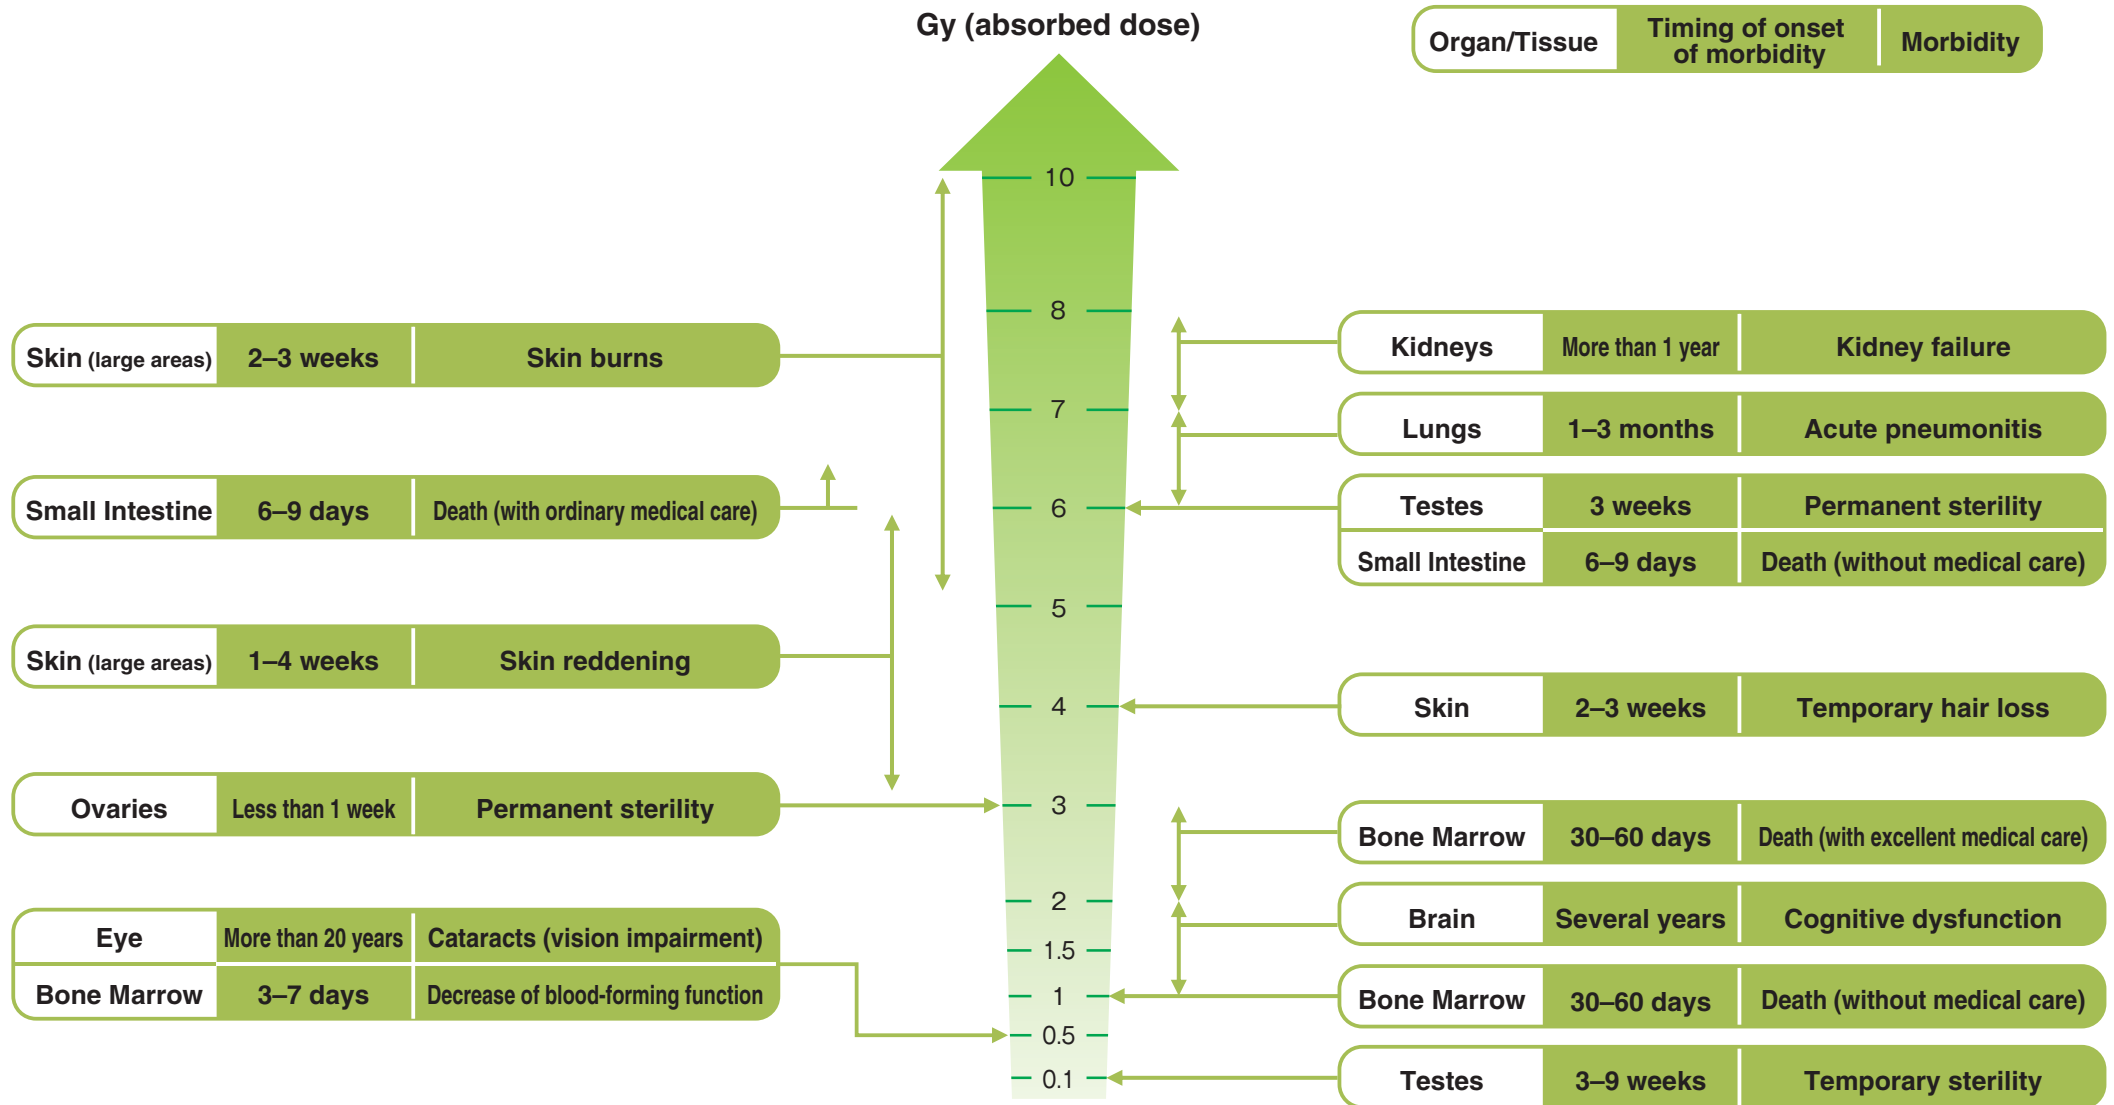 Gy (absorbed dose)
Organ/Tissue
Timing of onset
of morbidity
Morbidity
10
8
7
6
5
4
3
2
1.5
1
0.5
0.1
Skin (large areas) 2–3 weeks Skin burns
Small Intestine 6–9 days Death (with ordinary medical care)
Skin (large areas) 1–4 weeks Skin reddening
Ovaries Less than 1 week Permanent sterility
Eye More than 20 years Cataracts (vision impairment)
Bone Marrow 3–7 days Decrease of blood-forming function
Kidneys More than 1 year Kidney failure
Lungs 1–3 months Acute pneumonitis
Testes 3 weeks Permanent sterility
Small Intestine 6–9 days Death (without medical care)
Skin 2–3 weeks Temporary hair loss
Bone Marrow 30–60 days Death (with excellent medical care)
Brain Several years Cognitive dysfunction
Bone Marrow 30–60 days Death (without medical care)
Testes 3–9 weeks Temporary sterility